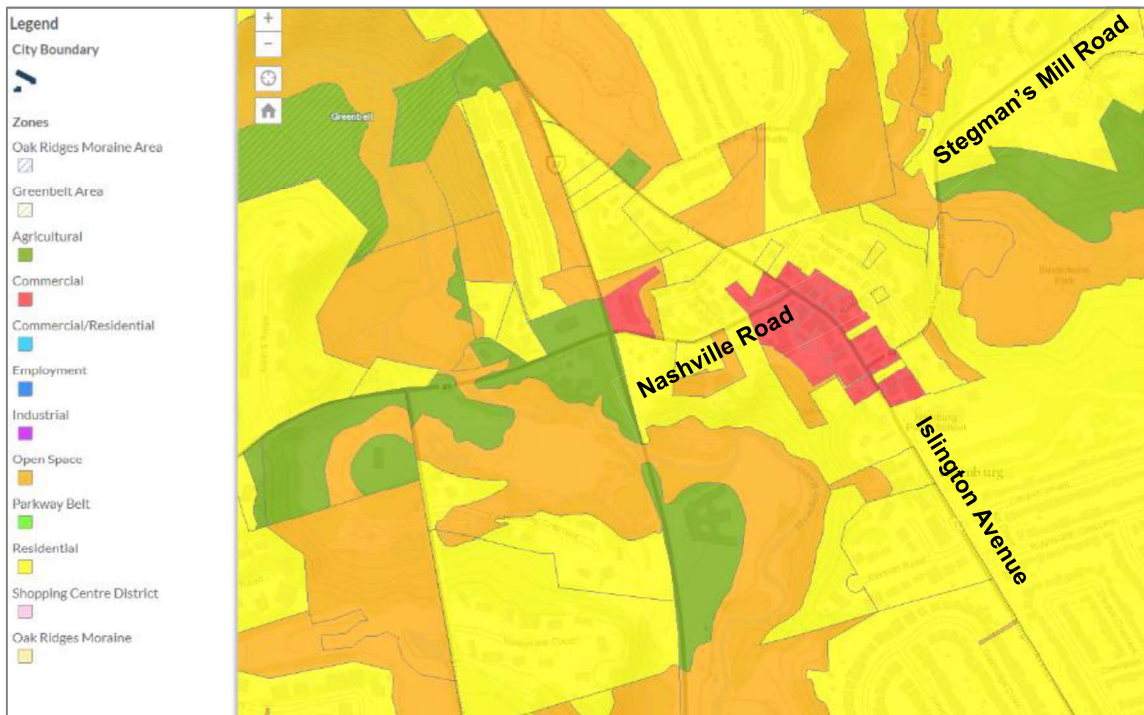 Legend
City Boundary
Zones
Oak Ridges Moraine Area
Greenbelt Area
Agricultural
Commercial
Commercial/Residential
Employment
Industrial
Open Space
Parkway Belt
Residential
Shopping Centre District
Oak Ridges Moraine
+
−
Greenbelt
Stegman's Mill Road
Nashville Road
Islington Avenue